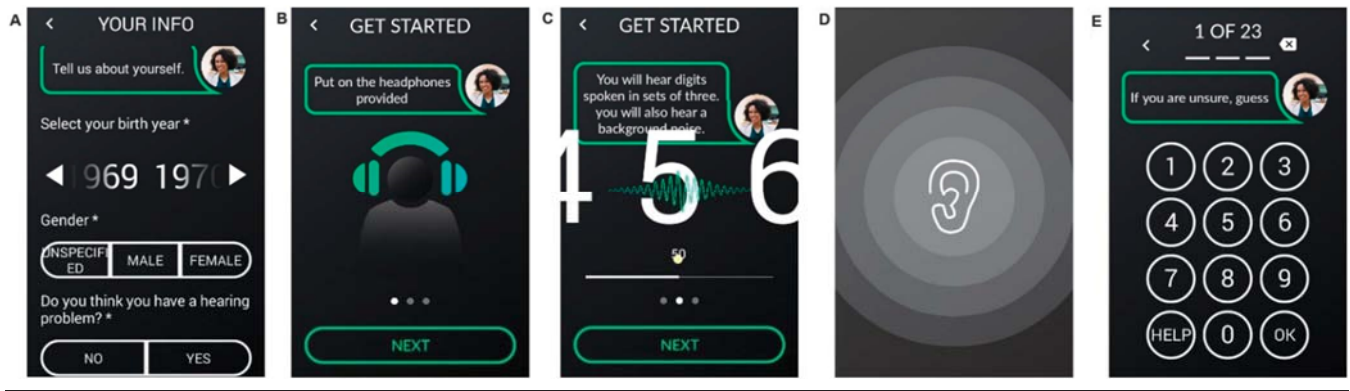 A
YOUR INFO
Tell us about yourself.
Select your birth year *
1969 1970
Gender *
UNSPECIFI
ED
MALE
FEMALE
Do you think you have a hearing
problem? *
NO
YES
B
GET STARTED
Put on the headphones
provided
NEXT
C
GET STARTED
You will hear digits
spoken in sets of three.
you will also hear a
background noise.
4 5 6
50
NEXT
D
E
1 OF 23
If you are unsure, guess
1 2 3
4 5 6
7 8 9
HELP 0 OK